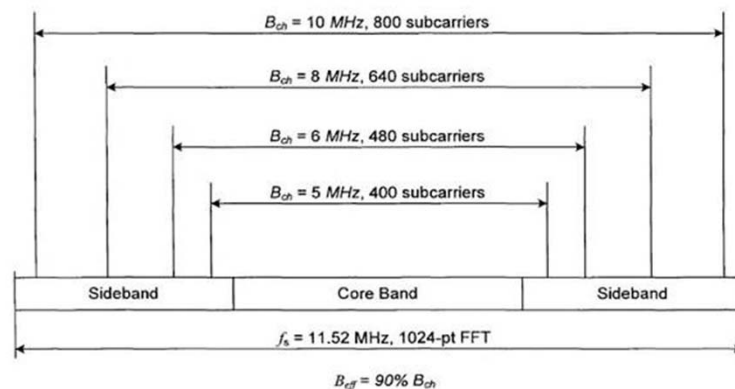 B_ch = 10 MHz, 800 subcarriers
B_ch = 8 MHz, 640 subcarriers
B_ch = 6 MHz, 480 subcarriers
B_ch = 5 MHz, 400 subcarriers
Sideband Core Band Sideband
f_s = 11.52 MHz, 1024-pt FFT
B_eff = 90% B_ch